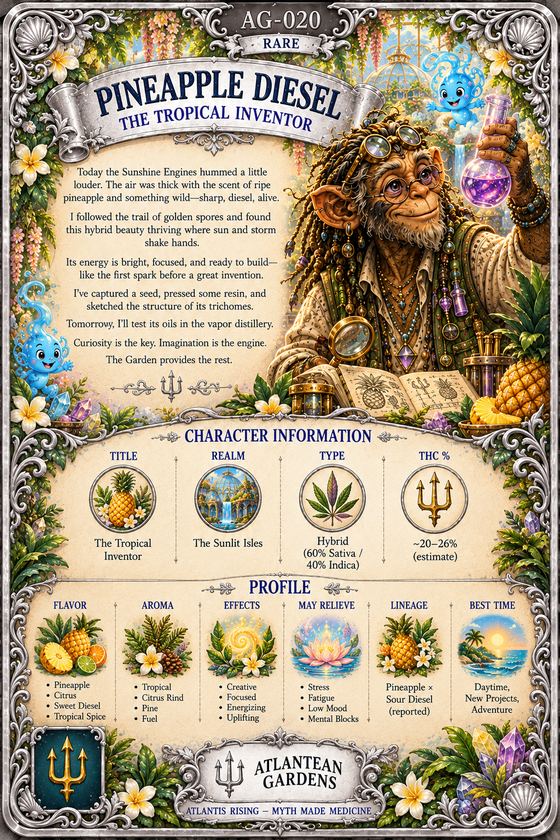 AG-020
RARE
PINEAPPLE DIESEL
THE TROPICAL INVENTOR
Today the Sunshine Engines hummed a little
louder. The air was thick with the scent of ripe
pineapple and something wild—sharp, diesel, alive.
I followed the trail of golden spores and found
this hybrid beauty thriving where sun and storm
shake hands.
Its energy is bright, focused, and ready to build—
like the first spark before a great invention.
I've captured a seed, pressed some resin, and
sketched the structure of its trichomes.
Tomorrowy, I'll test its oils in the vapor distillery.
Curiosity is the key. Imagination is the engine.
The Garden provides the rest.
CHARACTER INFORMATION
TITLE
The Tropical
Inventor
REALM
The Sunlit Isles
TYPE
Hybrid
(60% Sativa /
40% Indica)
THC %
~20–26%
(estimate)
PROFILE
FLAVOR
• Pineapple
• Citrus
• Sweet Diesel
• Tropical Spice
AROMA
• Tropical
• Citrus Rind
• Pine
• Fuel
EFFECTS
• Creative
• Focused
• Energizing
• Uplifting
MAY RELIEVE
• Stress
• Fatigue
• Low Mood
• Mental Blocks
LINEAGE
Pineapple ×
Sour Diesel
(reported)
BEST TIME
Daytime,
New Projects,
Adventure
ATLANTEAN
GARDENS
ATLANTIS RISING – MYTH MADE MEDICINE